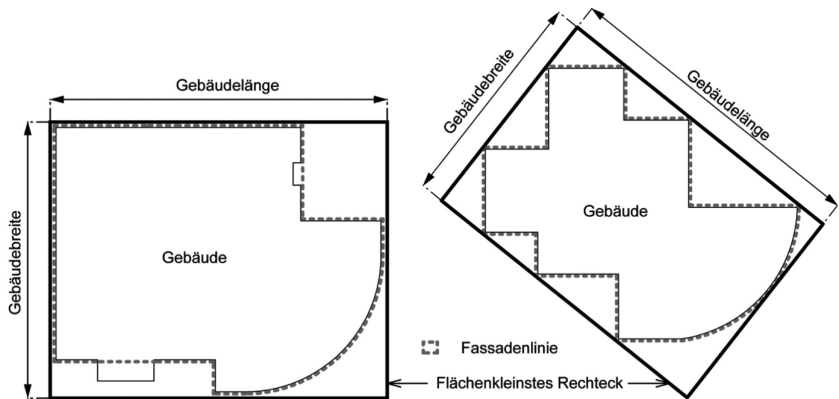 Gebäudelänge
Gebäudebreite
Gebäude
Gebäudebreite
Gebäudelänge
Gebäude
Fassadenlinie
Flächenkleinstes Rechteck